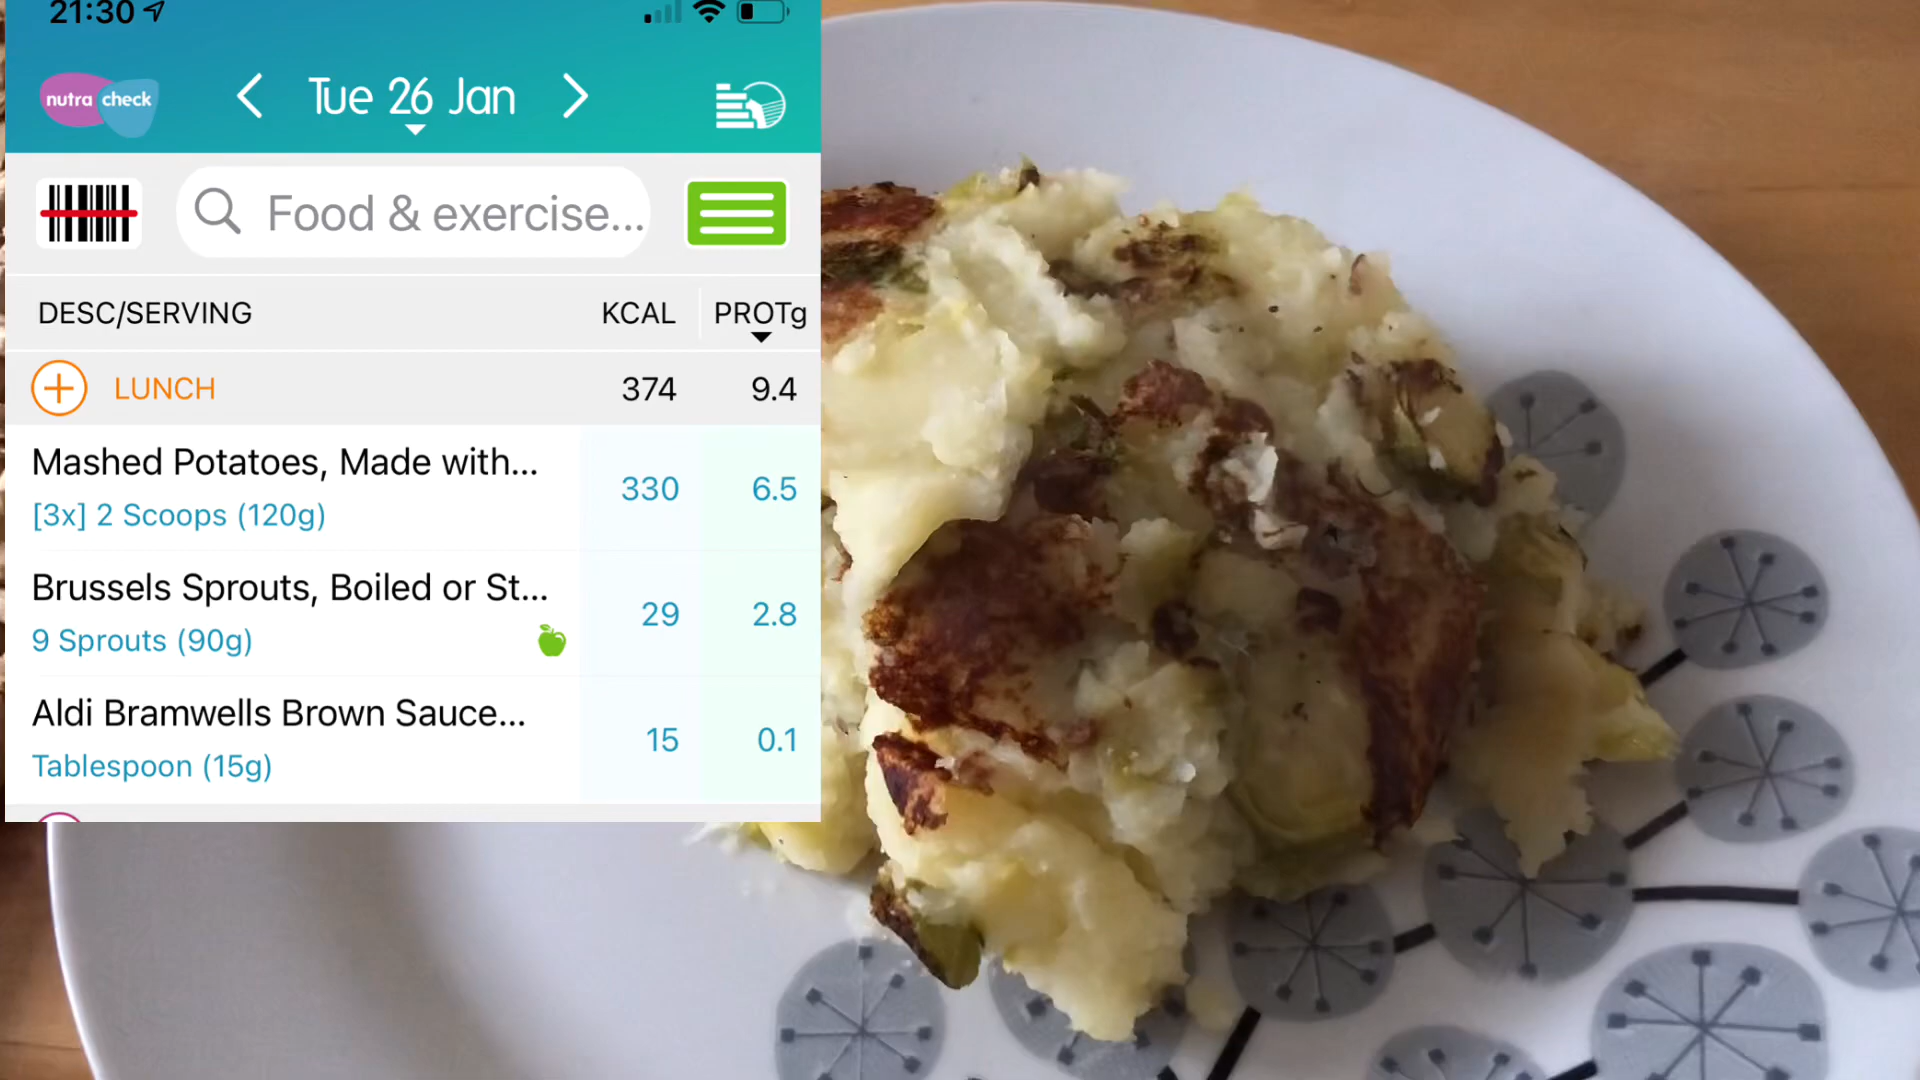 21:30
nutra check
Tue 26 Jan
Food & exercise...
DESC/SERVING KCAL PROTg
LUNCH 374 9.4
Mashed Potatoes, Made with...
[3x] 2 Scoops (120g) 330 6.5
Brussels Sprouts, Boiled or St...
9 Sprouts (90g) 29 2.8
Aldi Bramwells Brown Sauce...
Tablespoon (15g) 15 0.1